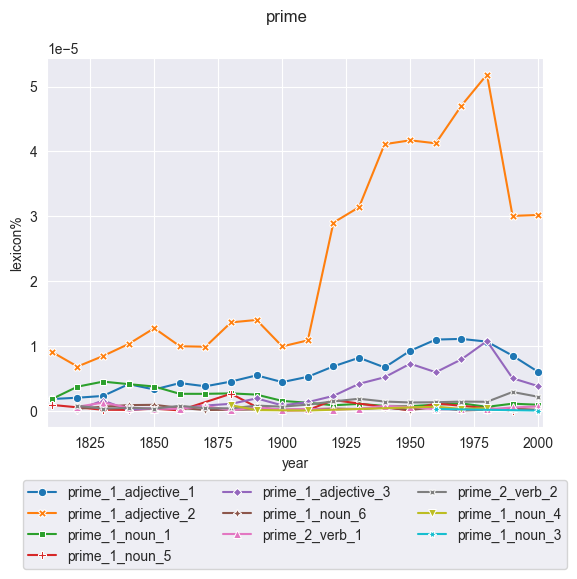 prime
1e−5
5
4
3
2
1
0
lexicon%
1825 1850 1875 1900 1925 1950 1975 2000
year
prime_1_adjective_1 prime_1_adjective_3 prime_2_verb_2
prime_1_adjective_2 prime_1_noun_6 prime_1_noun_4
prime_1_noun_1 prime_2_verb_1 prime_1_noun_3
prime_1_noun_5